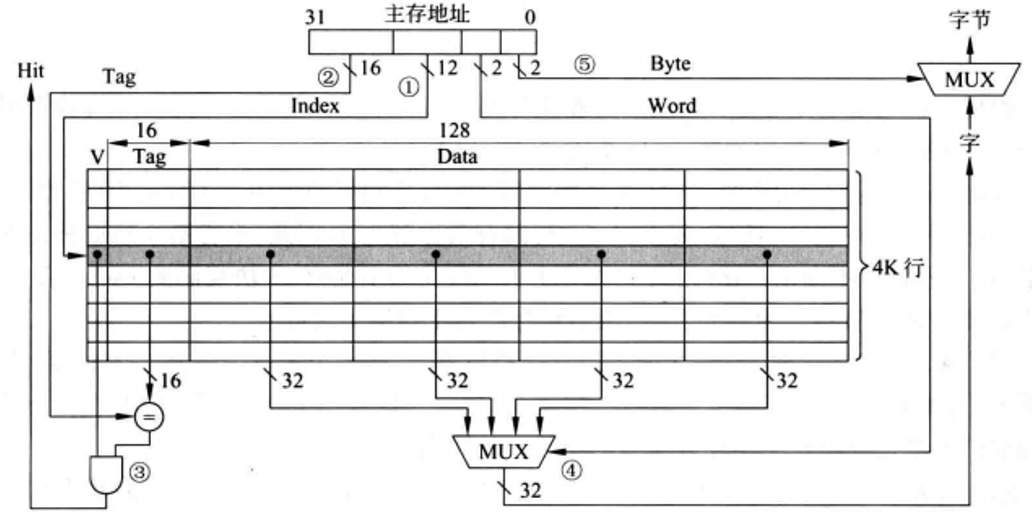 31 主存地址 0
字节
Hit
Tag
② 16
① 12
2
2
⑤
Byte
MUX
Index
Word
16
128
字
V
Tag
Data
4K 行
16
32
32
32
32
=
③
MUX
④
32